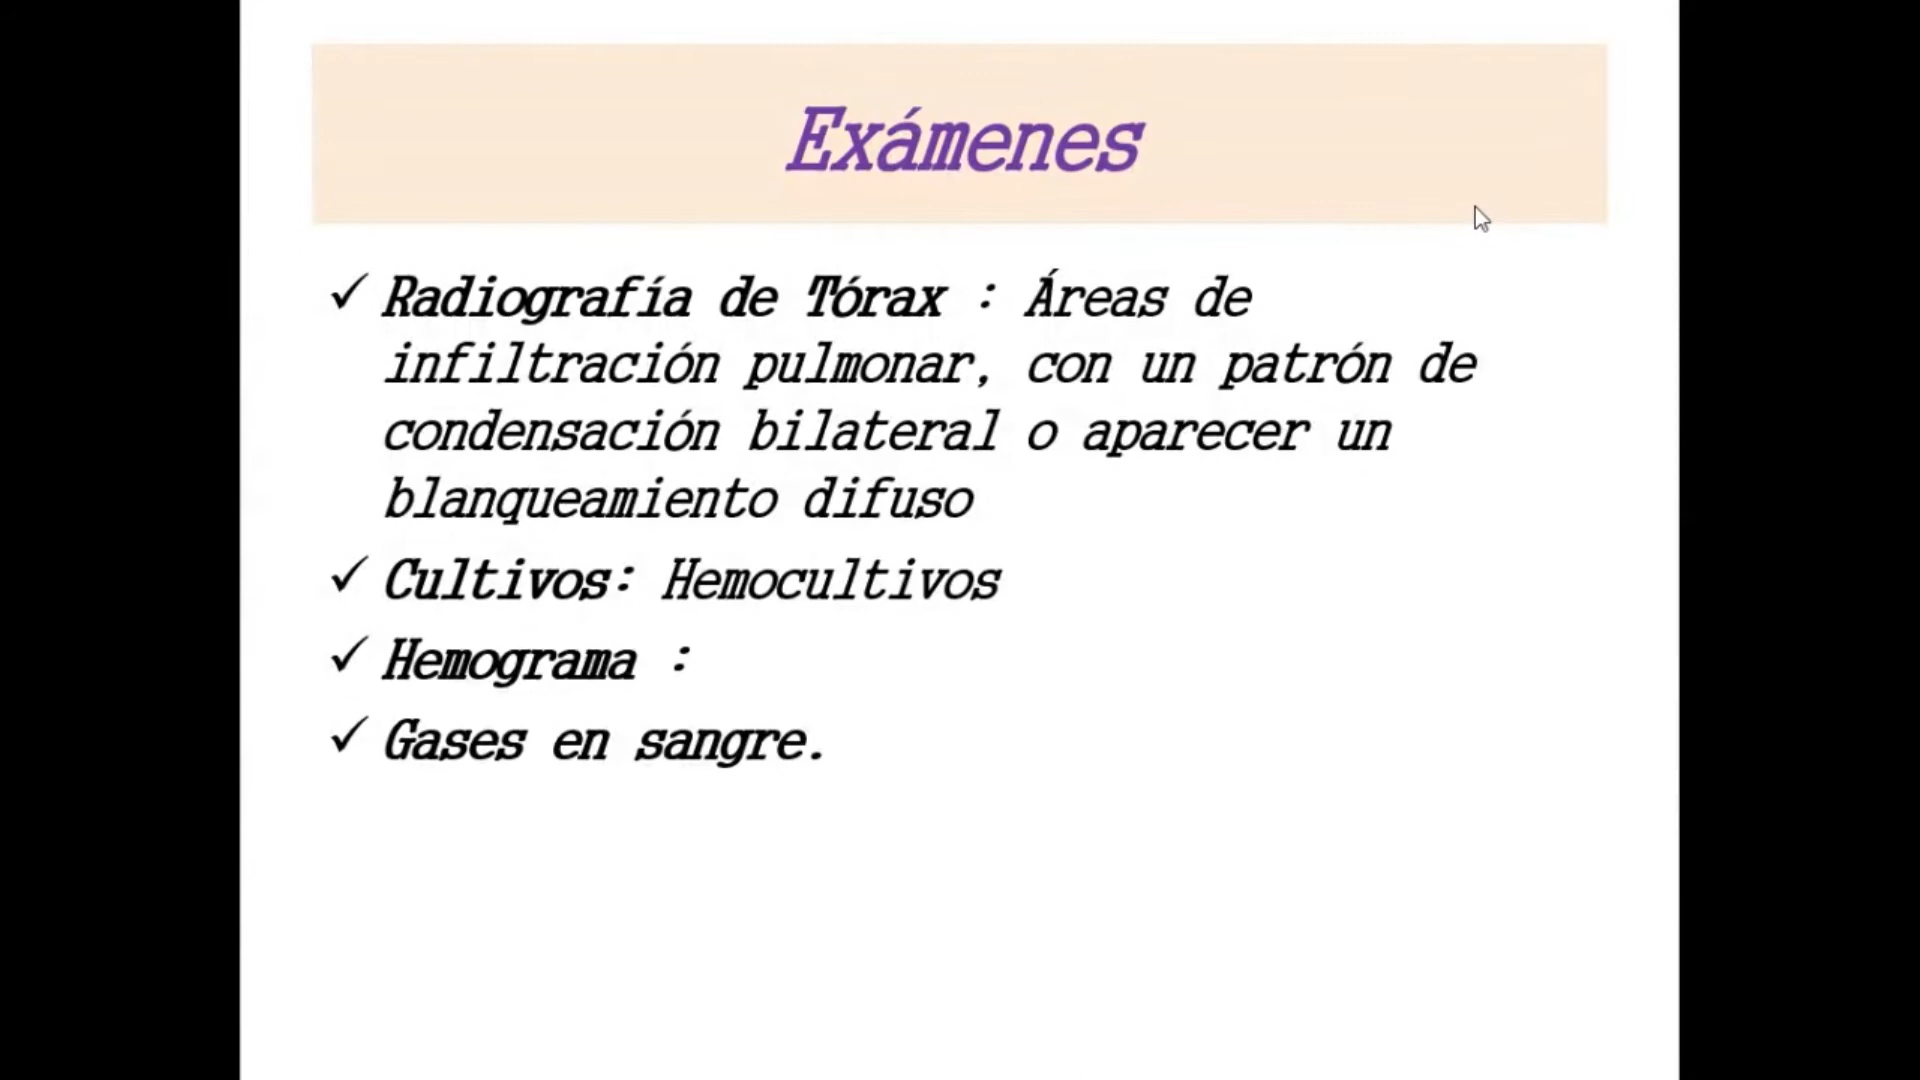 Exámenes
✓ Radiografía de Tórax : Áreas de
infiltración pulmonar, con un patrón de
condensación bilateral o aparecer un
blanqueamiento difuso
✓ Cultivos: Hemocultivos
✓ Hemograma :
✓ Gases en sangre.